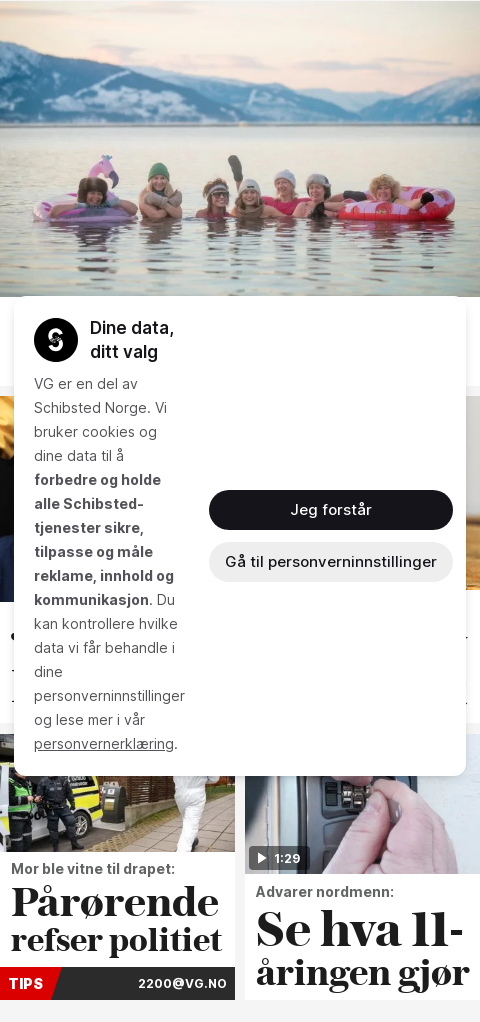 Dine data,
ditt valg
VG er en del av
Schibsted Norge. Vi
bruker cookies og
dine data til å
forbedre og holde
alle Schibsted-
tjenester sikre,
tilpasse og måle
reklame, innhold og
kommunikasjon. Du
kan kontrollere hvilke
data vi får behandle i
dine
personverninnstillinger
og lese mer i vår
personvernerklæring.
Jeg forstår
Gå til personverninnstillinger
Mor ble vitne til drapet:
Pårørende
refser politiet
TIPS 2200@VG.NO
1:29
Advarer nordmenn:
Se hva 11-
åringen gjør